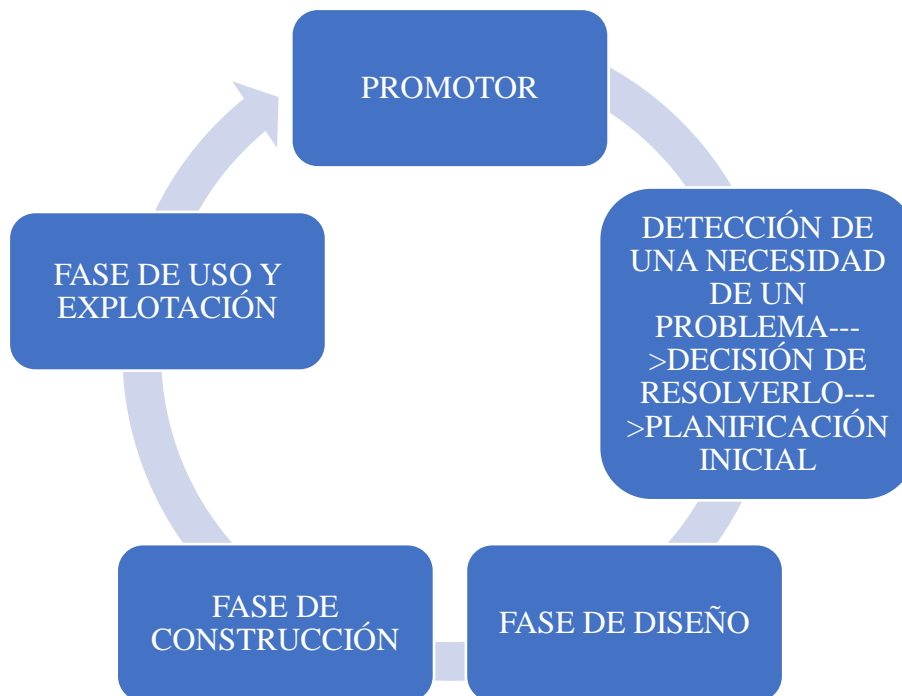 PROMOTOR
DETECCIÓN DE
UNA NECESIDAD
DE UN
PROBLEMA---
>DECISIÓN DE
RESOLVERLO---
>PLANIFICACIÓN
INICIAL
FASE DE DISEÑO
FASE DE
CONSTRUCCIÓN
FASE DE USO Y
EXPLOTACIÓN